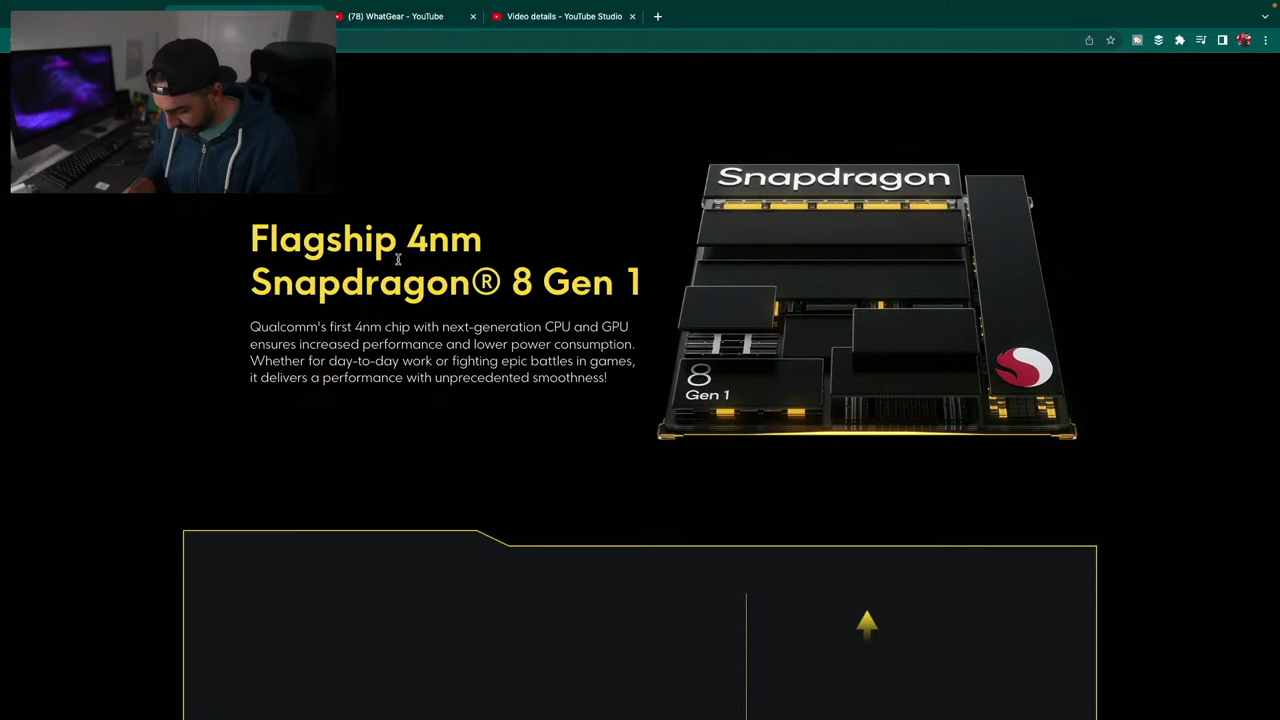 (78) WhatGear - YouTube
Video details - YouTube Studio
Flagship 4nm
Snapdragon® 8 Gen 1
Qualcomm's first 4nm chip with next-generation CPU and GPU
ensures increased performance and lower power consumption.
Whether for day-to-day work or fighting epic battles in games,
it delivers a performance with unprecedented smoothness!
Snapdragon
8
Gen 1